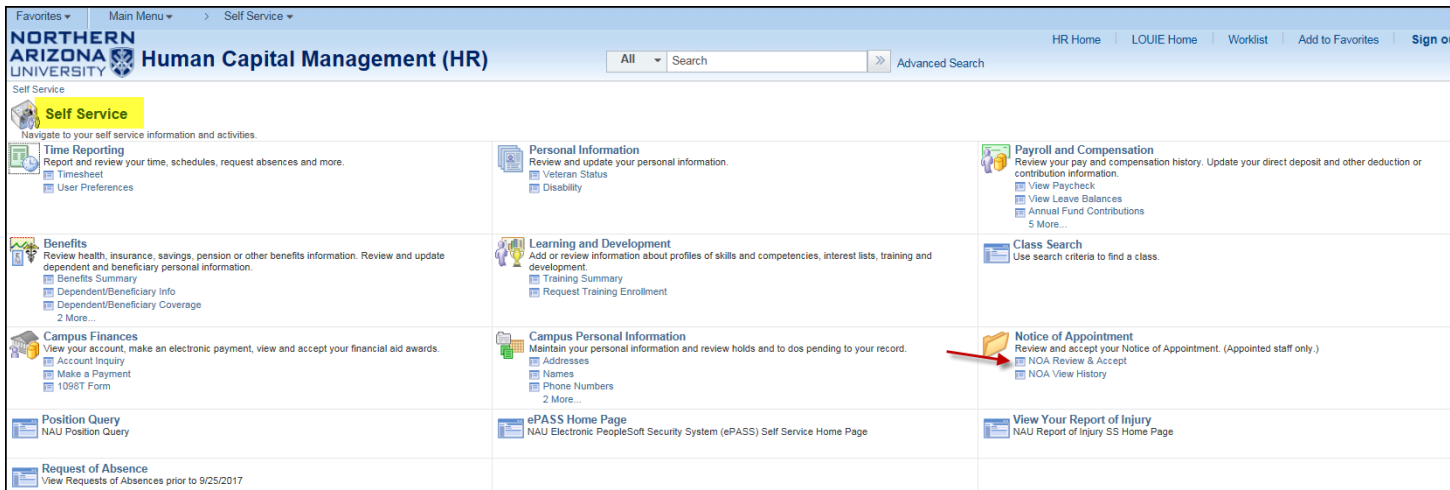 Favorites Main Menu > Self Service
NORTHERN
ARIZONA
UNIVERSITY
Human Capital Management (HR)
All Search » Advanced Search
HR Home LOUIE Home Worklist Add to Favorites Sign o
Self Service
Self Service
Navigate to your self service information and activities.
Time Reporting
Report and review your time, schedules, request absences and more.
Timesheet
User Preferences
Personal Information
Review and update your personal information.
Veteran Status
Disability
Payroll and Compensation
Review your pay and compensation history. Update your direct deposit and other deduction or
contribution information.
View Paycheck
View Leave Balances
Annual Fund Contributions
5 More...
Benefits
Review health, insurance, savings, pension or other benefits information. Review and update
dependent and beneficiary personal information.
Benefits Summary
Dependent/Beneficiary Info
Dependent/Beneficiary Coverage
2 More...
Learning and Development
Add or review information about profiles of skills and competencies, interest lists, training and
development.
Training Summary
Request Training Enrollment
Class Search
Use search criteria to find a class.
Campus Finances
View your account, make an electronic payment, view and accept your financial aid awards.
Account Inquiry
Make a Payment
1098T Form
Campus Personal Information
Maintain your personal information and review holds and to dos pending to your record.
Addresses
Names
Phone Numbers
2 More...
Notice of Appointment
Review and accept your Notice of Appointment. (Appointed staff only.)
NOA Review & Accept
NOA View History
Position Query
NAU Position Query
ePASS Home Page
NAU Electronic PeopleSoft Security System (ePASS) Self Service Home Page
View Your Report of Injury
NAU Report of Injury SS Home Page
Request of Absence
View Requests of Absences prior to 9/25/2017